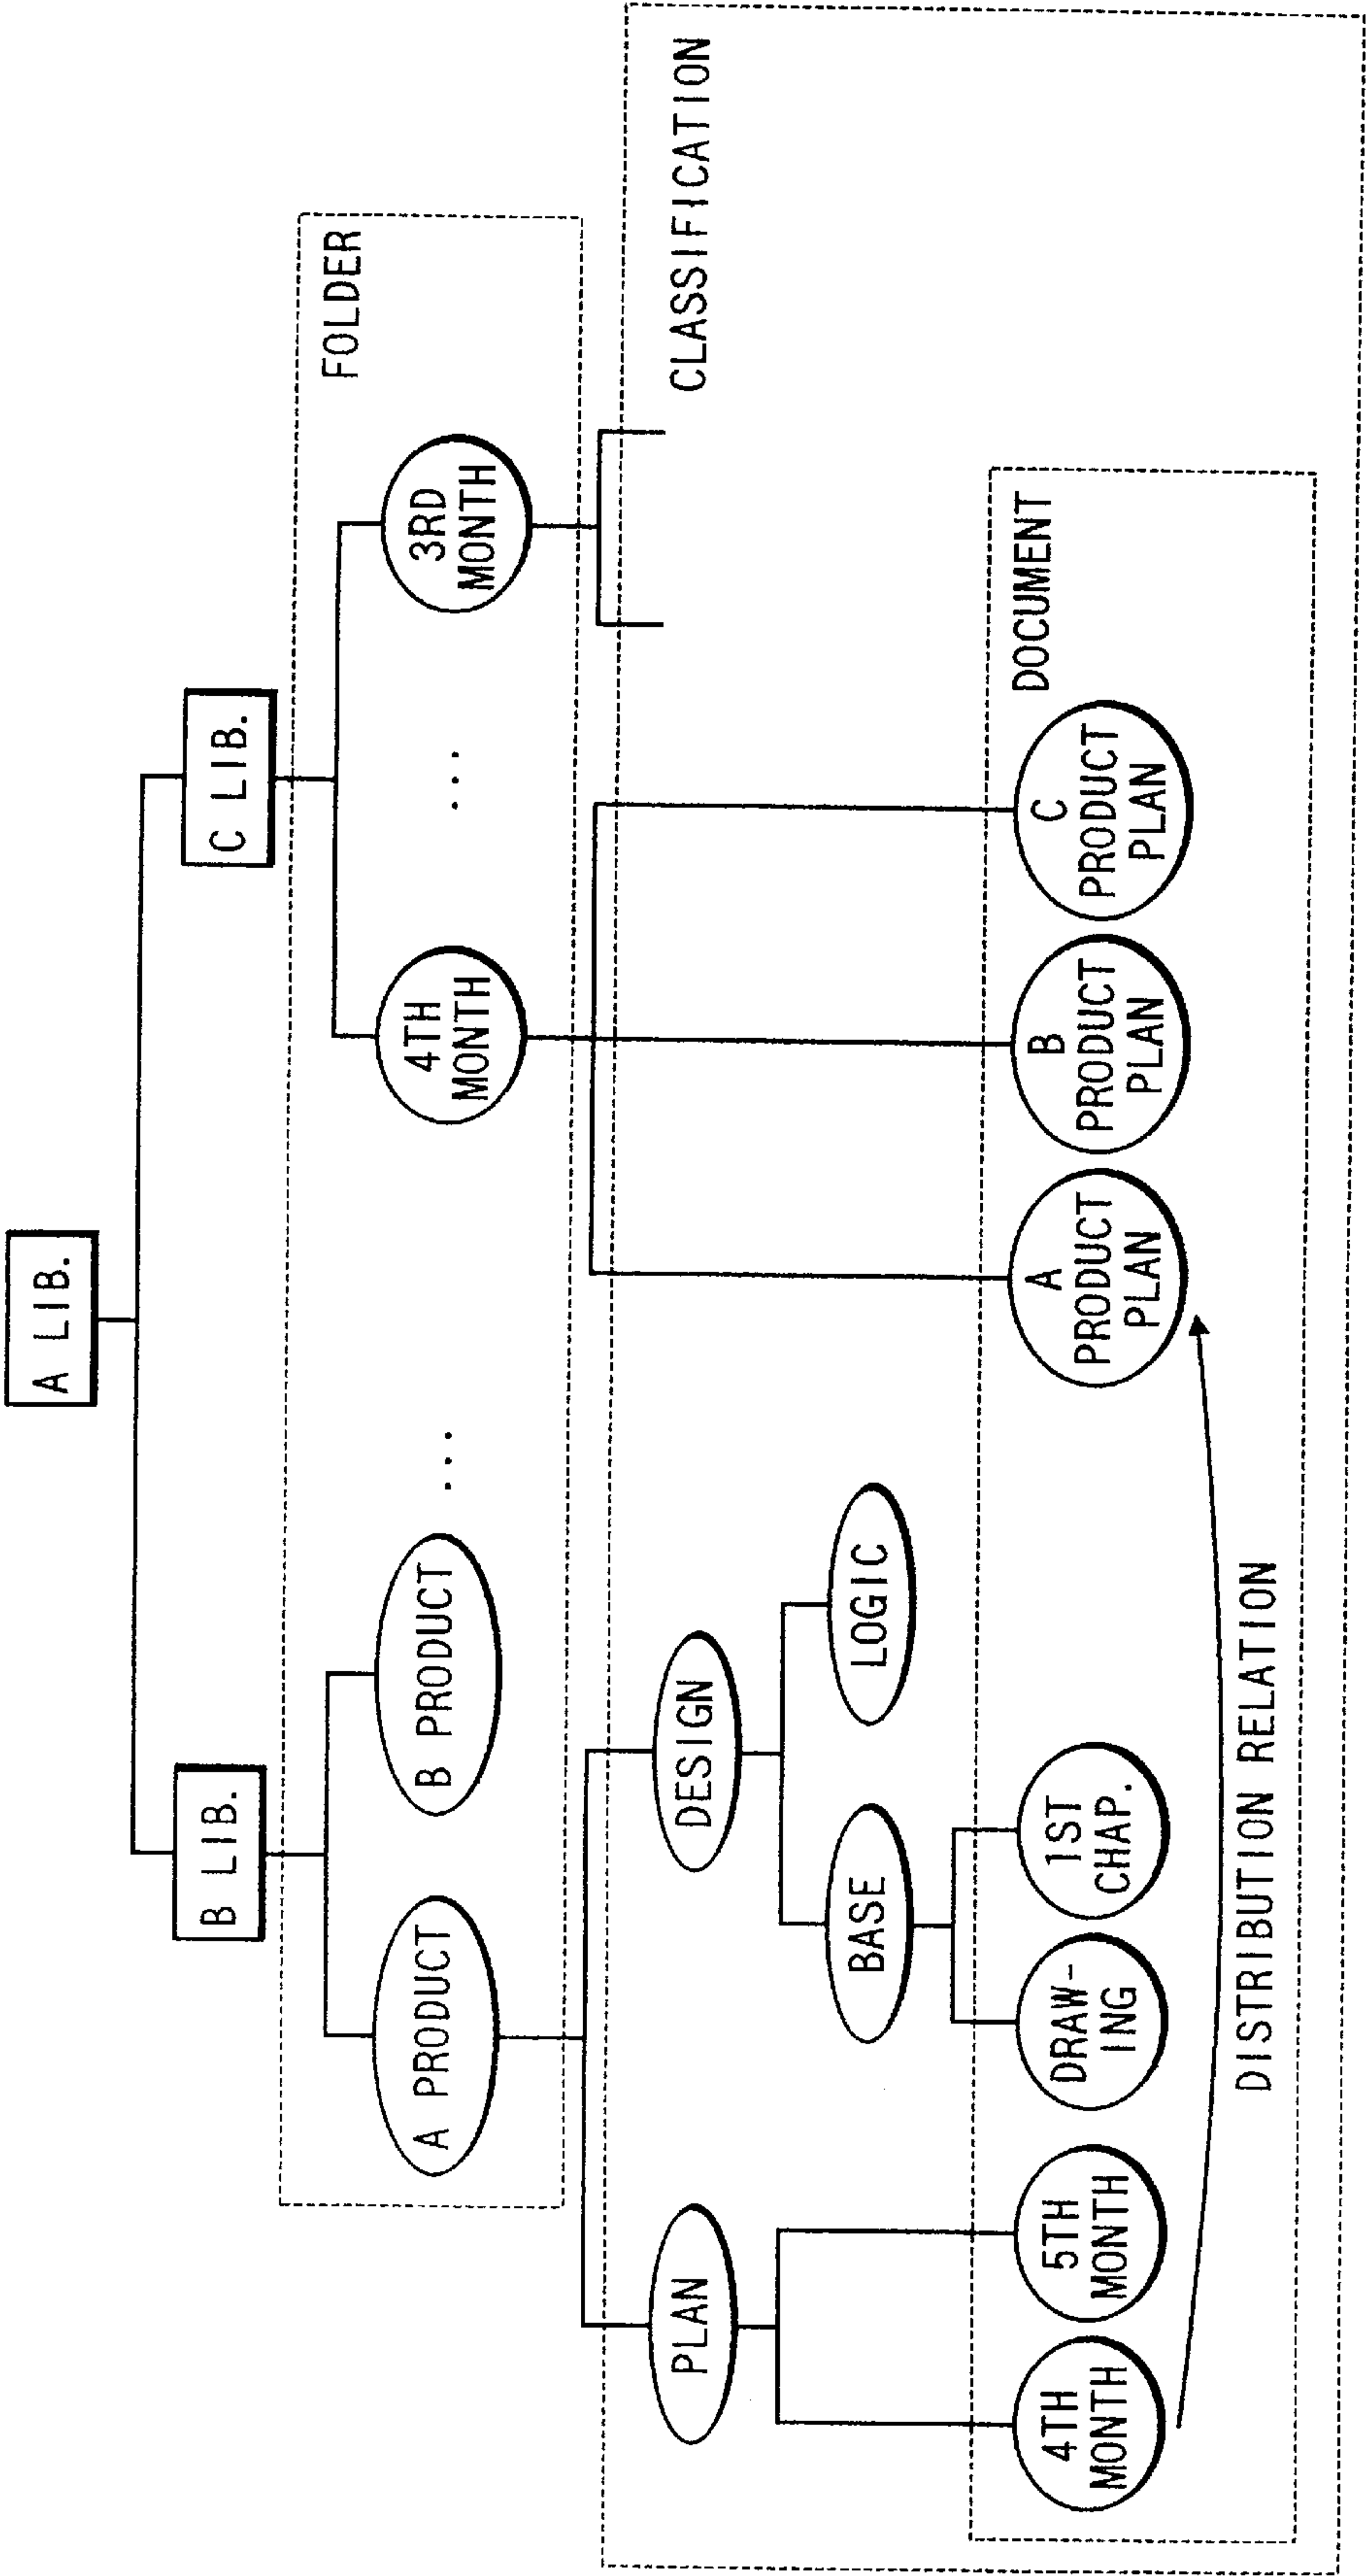 A LIB.
B LIB.
C LIB.
FOLDER
A PRODUCT
B PRODUCT
...
4TH
MONTH
...
3RD
MONTH
CLASSIFICATION
PLAN
DESIGN
BASE
LOGIC
DOCUMENT
4TH
MONTH
5TH
MONTH
DRAW-
ING
1ST
CHAP.
A
PRODUCT
PLAN
B
PRODUCT
PLAN
C
PRODUCT
PLAN
DISTRIBUTION RELATION